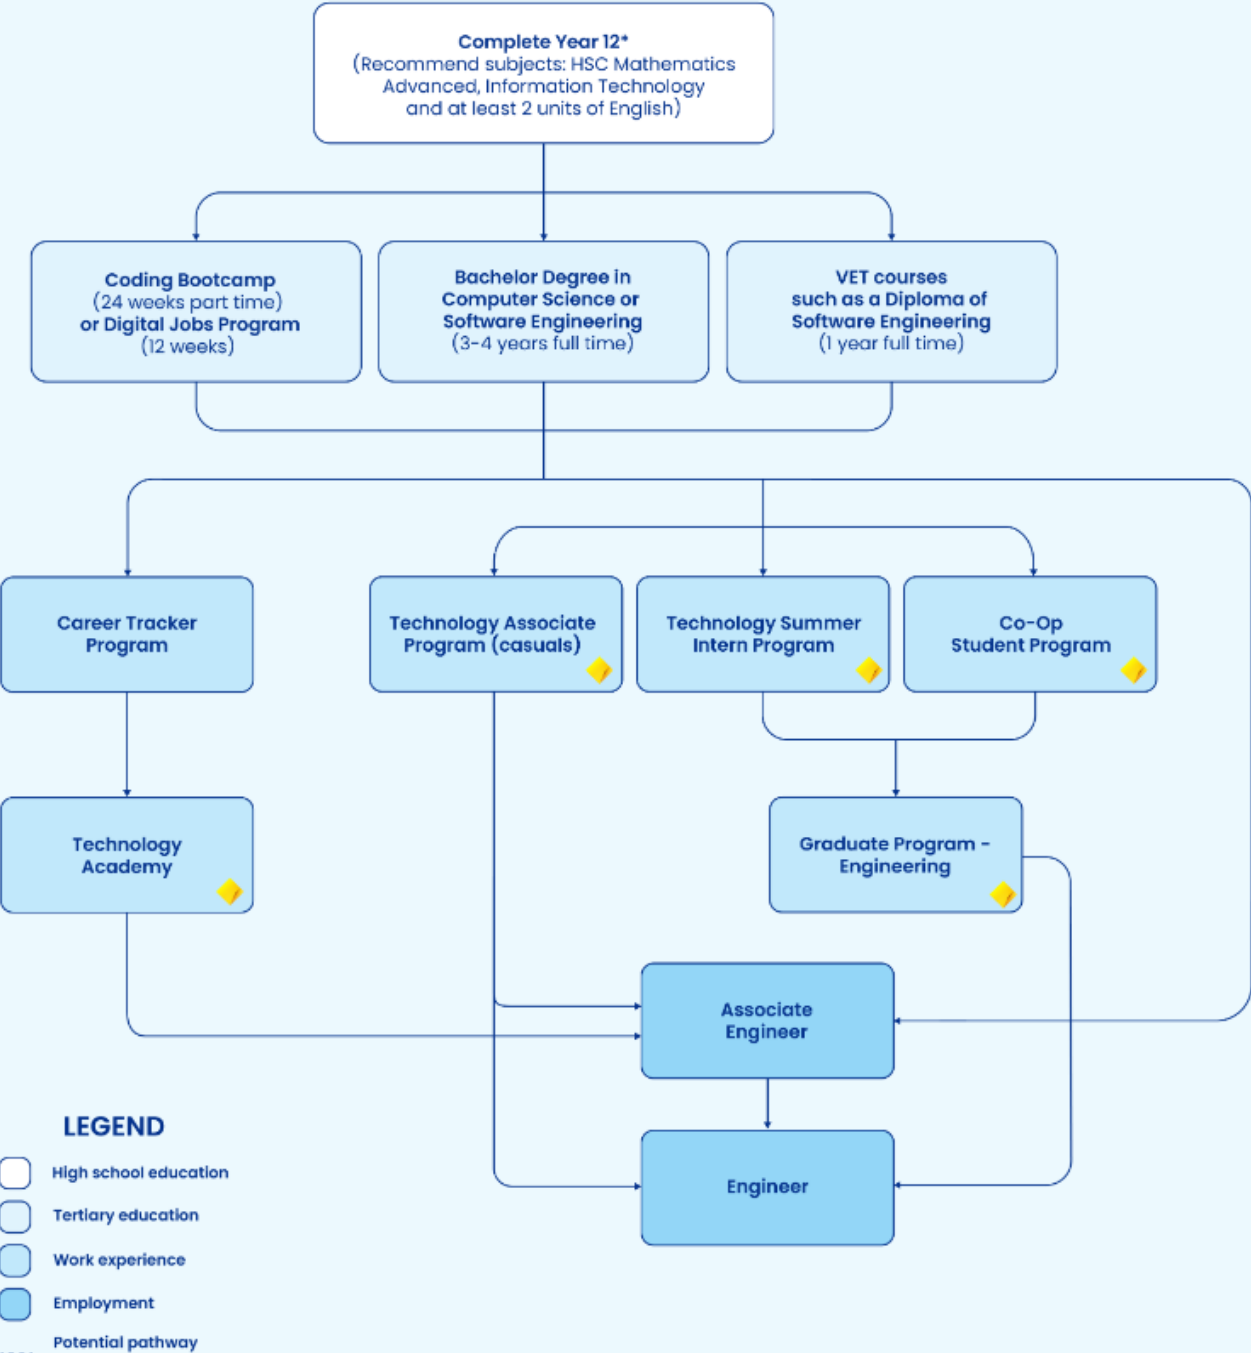 Complete Year 12*
(Recommend subjects: HSC Mathematics
Advanced, Information Technology
and at least 2 units of English)
Coding Bootcamp
(24 weeks part time)
or Digital Jobs Program
(12 weeks)
Bachelor Degree in
Computer Science or
Software Engineering
(3-4 years full time)
VET courses
such as a Diploma of
Software Engineering
(1 year full time)
Career Tracker
Program
Technology Associate
Program (casuals)
Technology Summer
Intern Program
Co-Op
Student Program
Technology
Academy
Graduate Program -
Engineering
Associate
Engineer
Engineer
LEGEND
High school education
Tertiary education
Work experience
Employment
Potential pathway